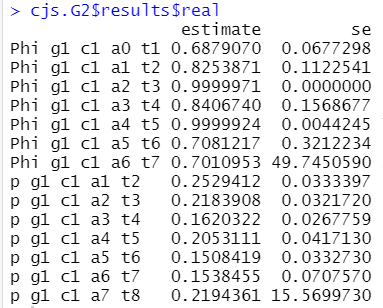 > cjs.G2$results$real
estimate se
Phi g1 c1 a0 t1 0.6879070 0.0677298
Phi g1 c1 a1 t2 0.8253871 0.1122541
Phi g1 c1 a2 t3 0.9999971 0.0000000
Phi g1 c1 a3 t4 0.8406740 0.1568677
Phi g1 c1 a4 t5 0.9999924 0.0044245
Phi g1 c1 a5 t6 0.7081217 0.3212234
Phi g1 c1 a6 t7 0.7010953 49.7450590
p g1 c1 a1 t2 0.2529412 0.0333397
p g1 c1 a2 t3 0.2183908 0.0321720
p g1 c1 a3 t4 0.1620322 0.0267759
p g1 c1 a4 t5 0.2053111 0.0417130
p g1 c1 a5 t6 0.1508419 0.0332730
p g1 c1 a6 t7 0.1538455 0.0707570
p g1 c1 a7 t8 0.2194361 15.5699730